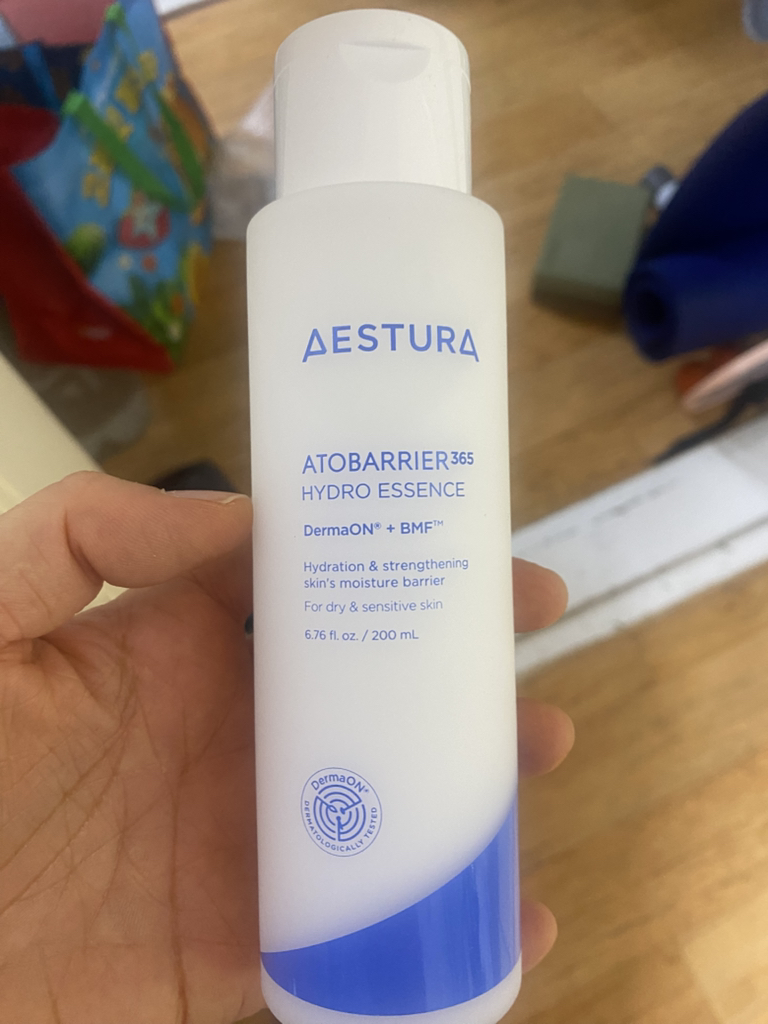 AESTURA
ATOBARRIER365
HYDRO ESSENCE
DermaON® + BMF™
Hydration & strengthening
skin's moisture barrier
For dry & sensitive skin
6.76 fl. oz. / 200 mL
DermaON®
DERMATOLOGICALLY TESTED